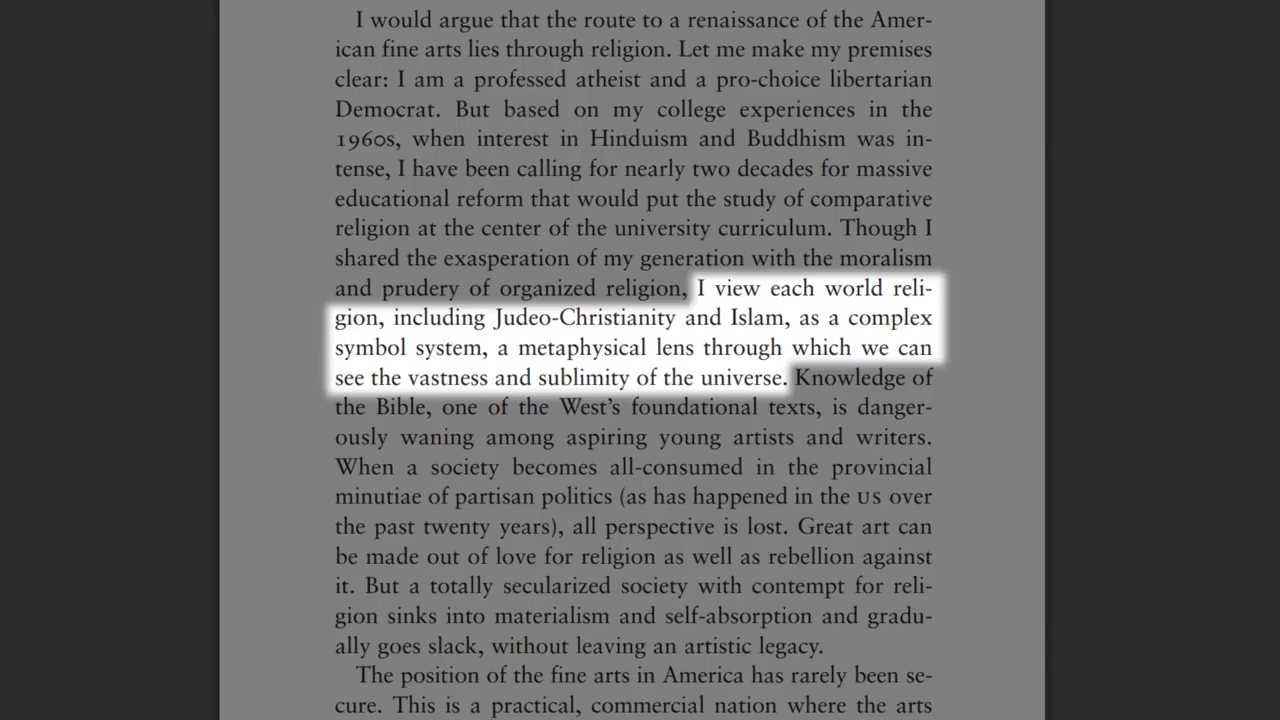 I would argue that the route to a renaissance of the Amer-
ican fine arts lies through religion. Let me make my premises
clear: I am a professed atheist and a pro-choice libertarian
Democrat. But based on my college experiences in the
1960s, when interest in Hinduism and Buddhism was in-
tense, I have been calling for nearly two decades for massive
educational reform that would put the study of comparative
religion at the center of the university curriculum. Though I
shared the exasperation of my generation with the moralism
and prudery of organized religion, I view each world reli-
gion, including Judeo-Christianity and Islam, as a complex
symbol system, a metaphysical lens through which we can
see the vastness and sublimity of the universe. Knowledge of
the Bible, one of the West's foundational texts, is danger-
ously waning among aspiring young artists and writers.
When a society becomes all-consumed in the provincial
minutiae of partisan politics (as has happened in the US over
the past twenty years), all perspective is lost. Great art can
be made out of love for religion as well as rebellion against
it. But a totally secularized society with contempt for reli-
gion sinks into materialism and self-absorption and gradu-
ally goes slack, without leaving an artistic legacy.
The position of the fine arts in America has rarely been se-
cure. This is a practical, commercial nation where the arts